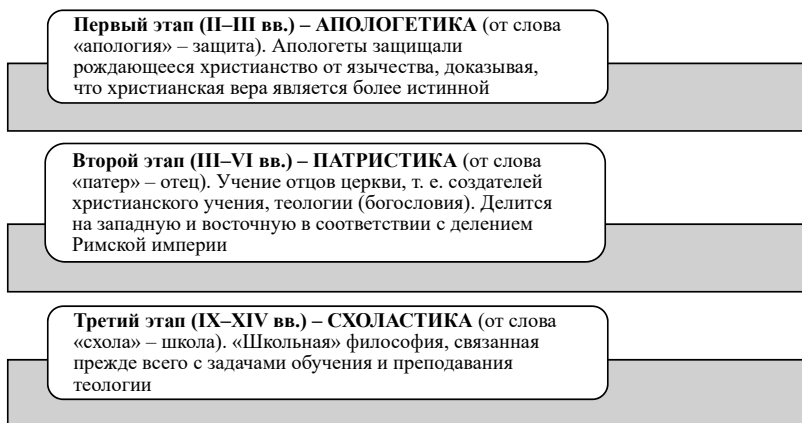 Первый этап (II–III вв.) – АПОЛОГЕТИКА (от слова
«апология» – защита). Апологеты защищали
рождающееся христианство от язычества, доказывая,
что христианская вера является более истинной
Второй этап (III–VI вв.) – ПАТРИСТИКА (от слова
«патер» – отец). Учение отцов церкви, т. е. создателей
христианского учения, теологии (богословия). Делится
на западную и восточную в соответствии с делением
Римской империи
Третий этап (IX–XIV вв.) – СХОЛАСТИКА (от слова
«схола» – школа). «Школьная» философия, связанная
прежде всего с задачами обучения и преподавания
теологии